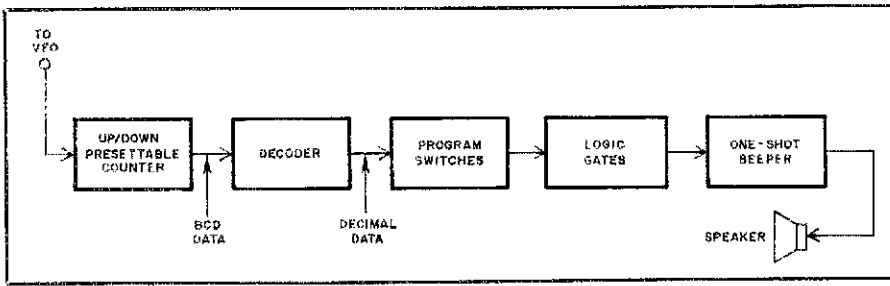 TO
VFO
UP/DOWN
PRESETTABLE
COUNTER
DECODER
PROGRAM
SWITCHES
LOGIC
GATES
ONE-SHOT
BEEPER
BCD
DATA
DECIMAL
DATA
SPEAKER